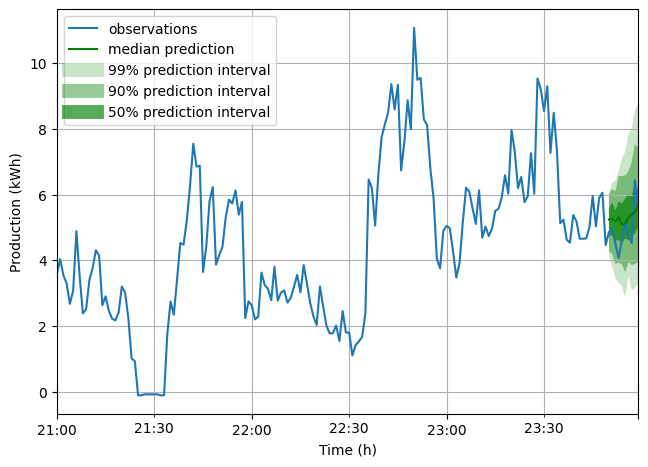 observations
median prediction
99% prediction interval
90% prediction interval
50% prediction interval
Production (kWh)
10
8
6
4
2
0
21:00 21:30 22:00 22:30 23:00 23:30
Time (h)